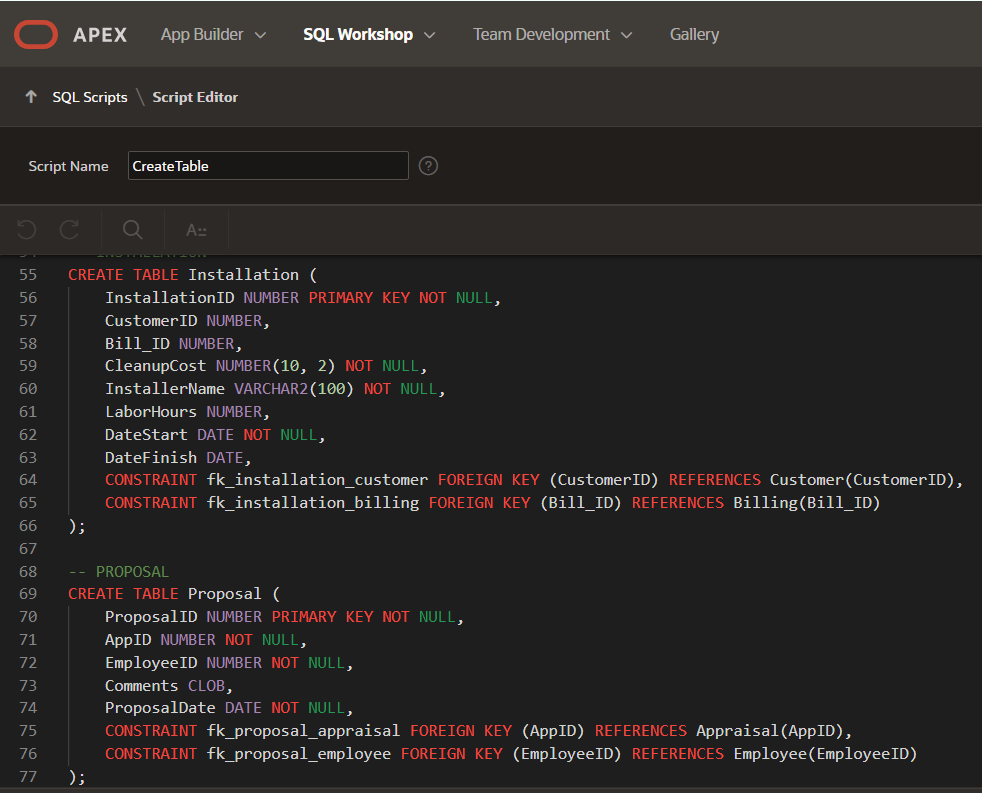 APEX App Builder SQL Workshop Team Development Gallery
SQL Scripts \ Script Editor
Script Name CreateTable ?
A
55 CREATE TABLE Installation (
56 InstallationID NUMBER PRIMARY KEY NOT NULL,
57 CustomerID NUMBER,
58 Bill_ID NUMBER,
59 CleanupCost NUMBER(10, 2) NOT NULL,
60 InstallerName VARCHAR2(100) NOT NULL,
61 LaborHours NUMBER,
62 DateStart DATE NOT NULL,
63 DateFinish DATE,
64 CONSTRAINT fk_installation_customer FOREIGN KEY (CustomerID) REFERENCES Customer(CustomerID),
65 CONSTRAINT fk_installation_billing FOREIGN KEY (Bill_ID) REFERENCES Billing(Bill_ID)
66 );
67
68 -- PROPOSAL
69 CREATE TABLE Proposal (
70 ProposalID NUMBER PRIMARY KEY NOT NULL,
71 AppID NUMBER NOT NULL,
72 EmployeeID NUMBER NOT NULL,
73 Comments CLOB,
74 ProposalDate DATE NOT NULL,
75 CONSTRAINT fk_proposal_appraisal FOREIGN KEY (AppID) REFERENCES Appraisal(AppID),
76 CONSTRAINT fk_proposal_employee FOREIGN KEY (EmployeeID) REFERENCES Employee(EmployeeID)
77 );